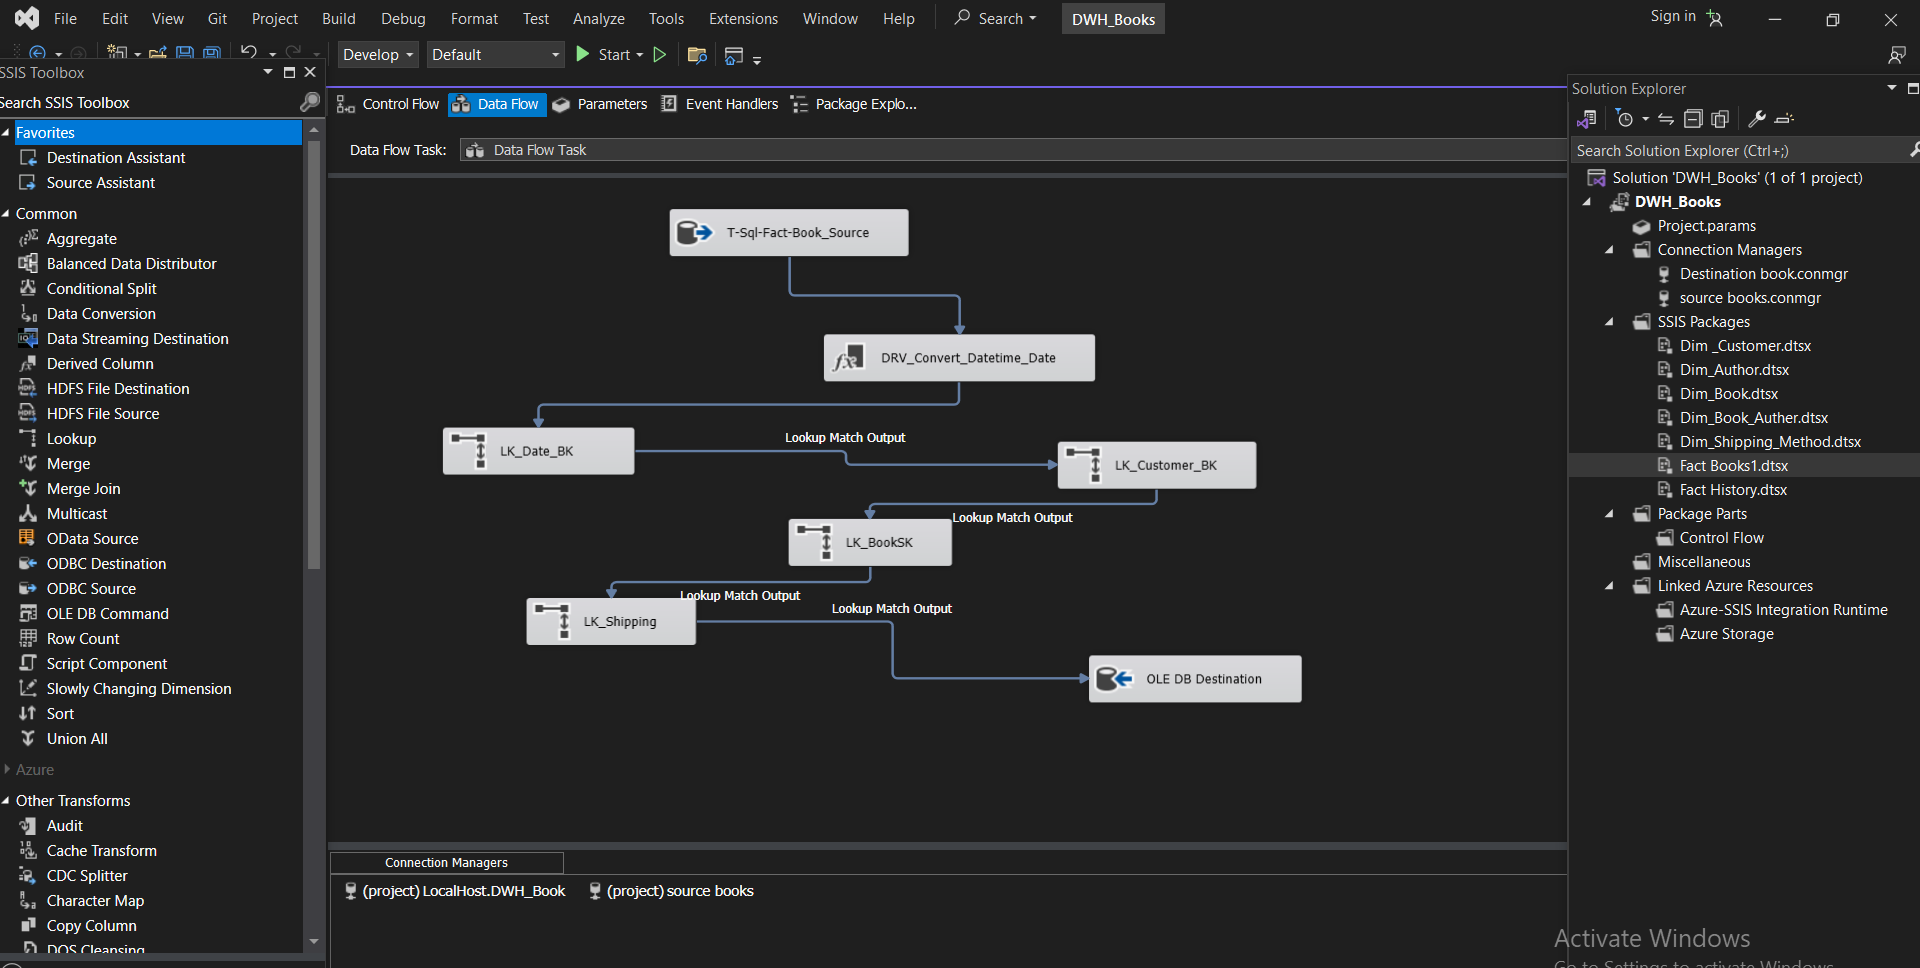 File Edit View Git Project Build Debug Format Test Analyze Tools Extensions Window Help Search DWH_Books Sign in
Develop Default Start
SSIS Toolbox
Search SSIS Toolbox
Favorites
Destination Assistant
Source Assistant
Common
Aggregate
Balanced Data Distributor
Conditional Split
Data Conversion
Data Streaming Destination
Derived Column
HDFS File Destination
HDFS File Source
Lookup
Merge
Merge Join
Multicast
OData Source
ODBC Destination
ODBC Source
OLE DB Command
Row Count
Script Component
Slowly Changing Dimension
Sort
Union All
Azure
Other Transforms
Audit
Cache Transform
CDC Splitter
Character Map
Copy Column
DQS Cleansing
Control Flow Data Flow Parameters Event Handlers Package Explo...
Data Flow Task: Data Flow Task
T-Sql-Fact-Book_Source
DRV_Convert_Datetime_Date
LK_Date_BK
Lookup Match Output
LK_Customer_BK
Lookup Match Output
LK_BookSK
Lookup Match Output
Lookup Match Output
LK_Shipping
OLE DB Destination
Connection Managers
(project) LocalHost.DWH_Book (project) source books
Solution Explorer
Search Solution Explorer (Ctrl+;)
Solution 'DWH_Books' (1 of 1 project)
DWH_Books
Project.params
Connection Managers
Destination book.conmgr
source books.conmgr
SSIS Packages
Dim _Customer.dtsx
Dim_Author.dtsx
Dim_Book.dtsx
Dim_Book_Auther.dtsx
Dim_Shipping_Method.dtsx
Fact Books1.dtsx
Fact History.dtsx
Package Parts
Control Flow
Miscellaneous
Linked Azure Resources
Azure-SSIS Integration Runtime
Azure Storage
Activate Windows
Go to Settings to activate Windows.